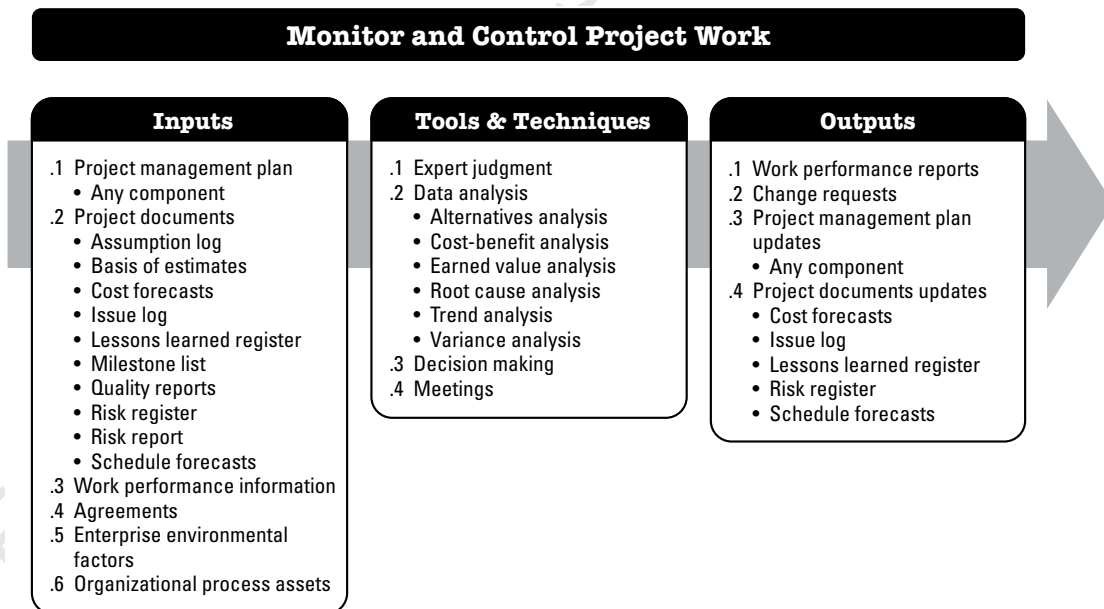 Monitor and Control Project Work
Inputs
.1 Project management plan
• Any component
.2 Project documents
• Assumption log
• Basis of estimates
• Cost forecasts
• Issue log
• Lessons learned register
• Milestone list
• Quality reports
• Risk register
• Risk report
• Schedule forecasts
.3 Work performance information
.4 Agreements
.5 Enterprise environmental
factors
.6 Organizational process assets
Tools & Techniques
.1 Expert judgment
.2 Data analysis
• Alternatives analysis
• Cost-benefit analysis
• Earned value analysis
• Root cause analysis
• Trend analysis
• Variance analysis
.3 Decision making
.4 Meetings
Outputs
.1 Work performance reports
.2 Change requests
.3 Project management plan
updates
• Any component
.4 Project documents updates
• Cost forecasts
• Issue log
• Lessons learned register
• Risk register
• Schedule forecasts